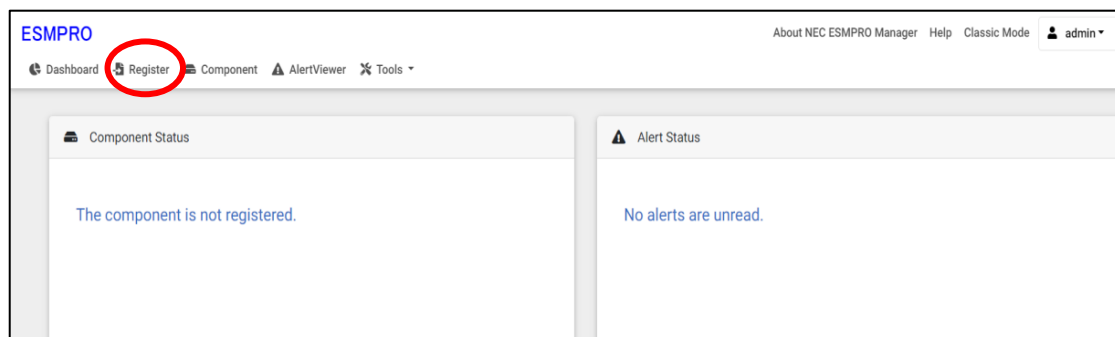 ESMPRO
About NEC ESMPRO Manager Help Classic Mode admin
Dashboard Register Component AlertViewer Tools
Component Status
Alert Status
The component is not registered.
No alerts are unread.